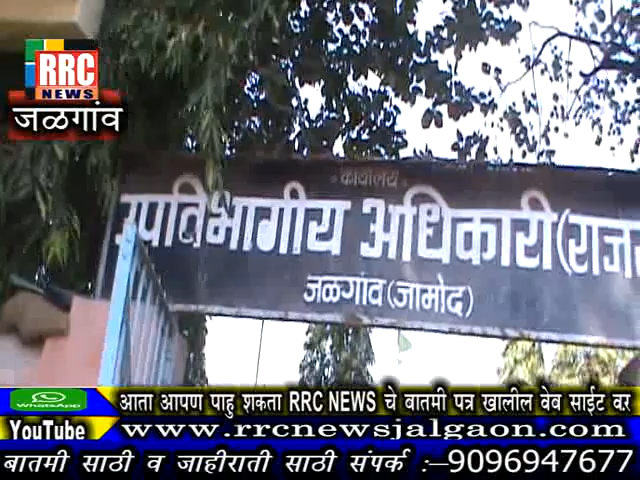 RRC
NEWS
जळगांव
कार्यालय
उपविभागीय अधिकारी (राजस
जळगांव (जामोद)
WhatsApp
आता आपण पाहु शकता RRC NEWS चे बातमी पत्र खालील वेब साईट वर
YouTube
www.rrcnewsjalgaon.com
बातमी साठी व जाहीराती साठी संपर्क :–9096947677